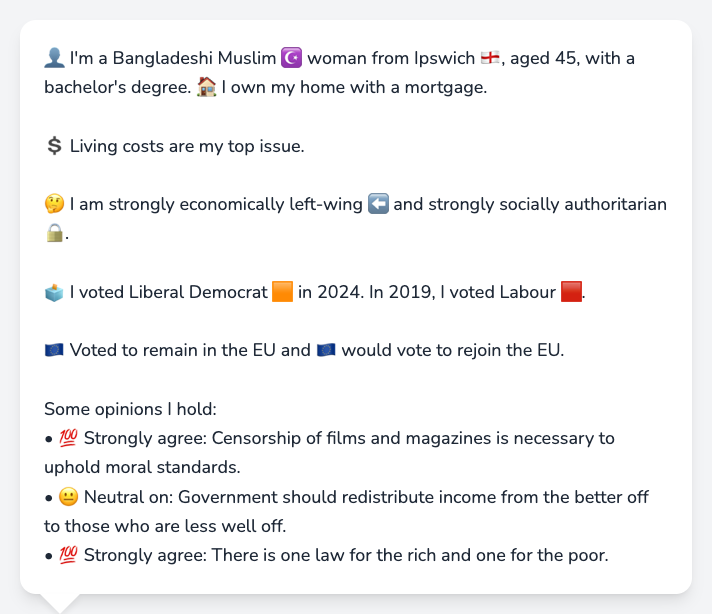 👤 I'm a Bangladeshi Muslim ☪️ woman from Ipswich 🏴󠁧󠁢󠁥󠁮󠁧󠁿, aged 45, with a
bachelor's degree. 🏠 I own my home with a mortgage.
💲 Living costs are my top issue.
🤔 I am strongly economically left-wing ⬅️ and strongly socially authoritarian
🔒.
🗳️ I voted Liberal Democrat 🟧 in 2024. In 2019, I voted Labour 🟥.
🇪🇺 Voted to remain in the EU and 🇪🇺 would vote to rejoin the EU.
Some opinions I hold:
• 💯 Strongly agree: Censorship of films and magazines is necessary to
uphold moral standards.
• 😐 Neutral on: Government should redistribute income from the better off
to those who are less well off.
• 💯 Strongly agree: There is one law for the rich and one for the poor.